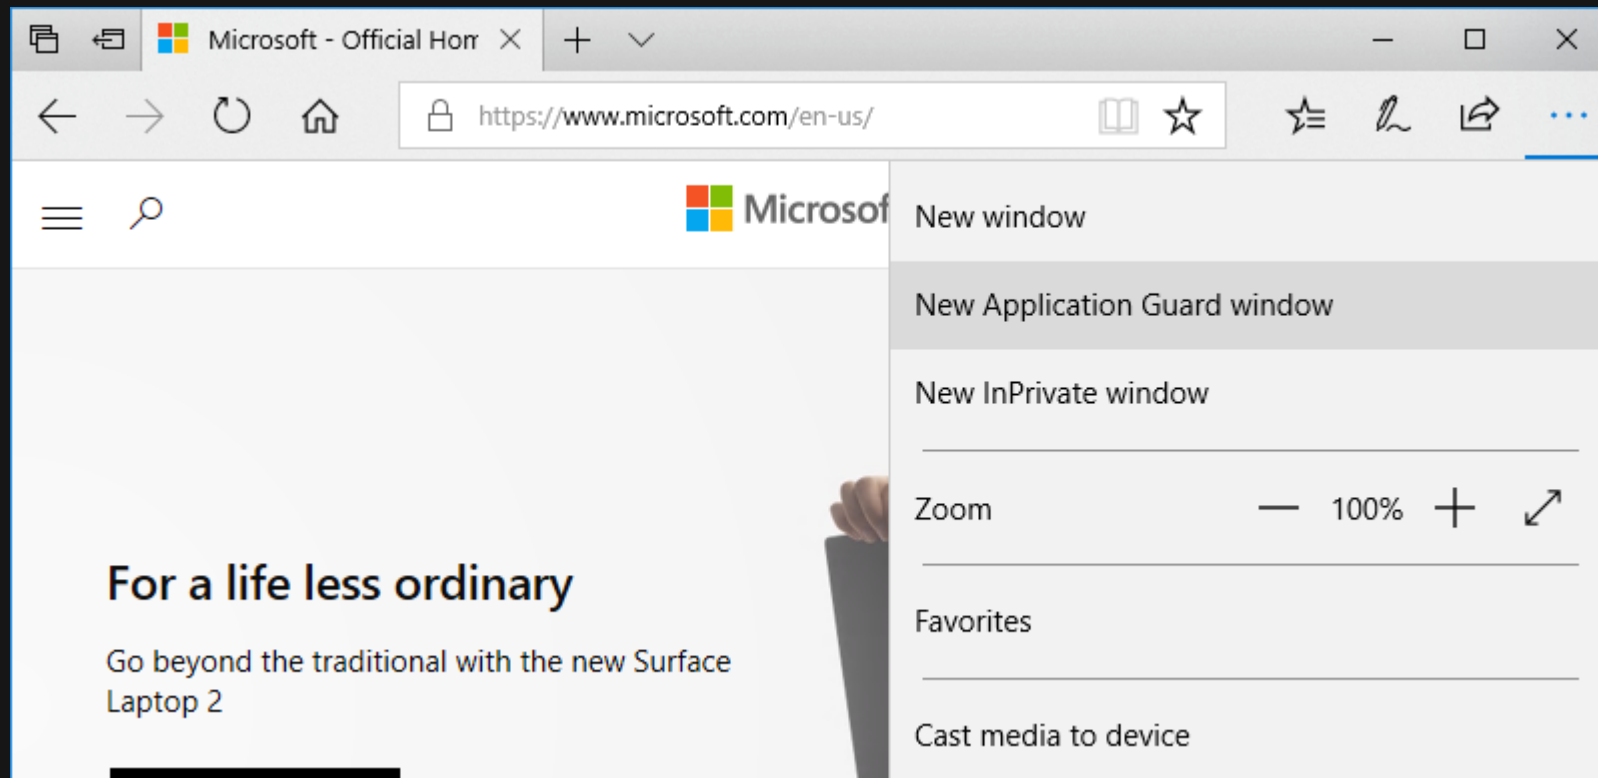 Microsoft - Official Hom
https://www.microsoft.com/en-us/
Microsof
New window
New Application Guard window
New InPrivate window
Zoom 100%
For a life less ordinary
Favorites
Go beyond the traditional with the new Surface
Laptop 2
Cast media to device